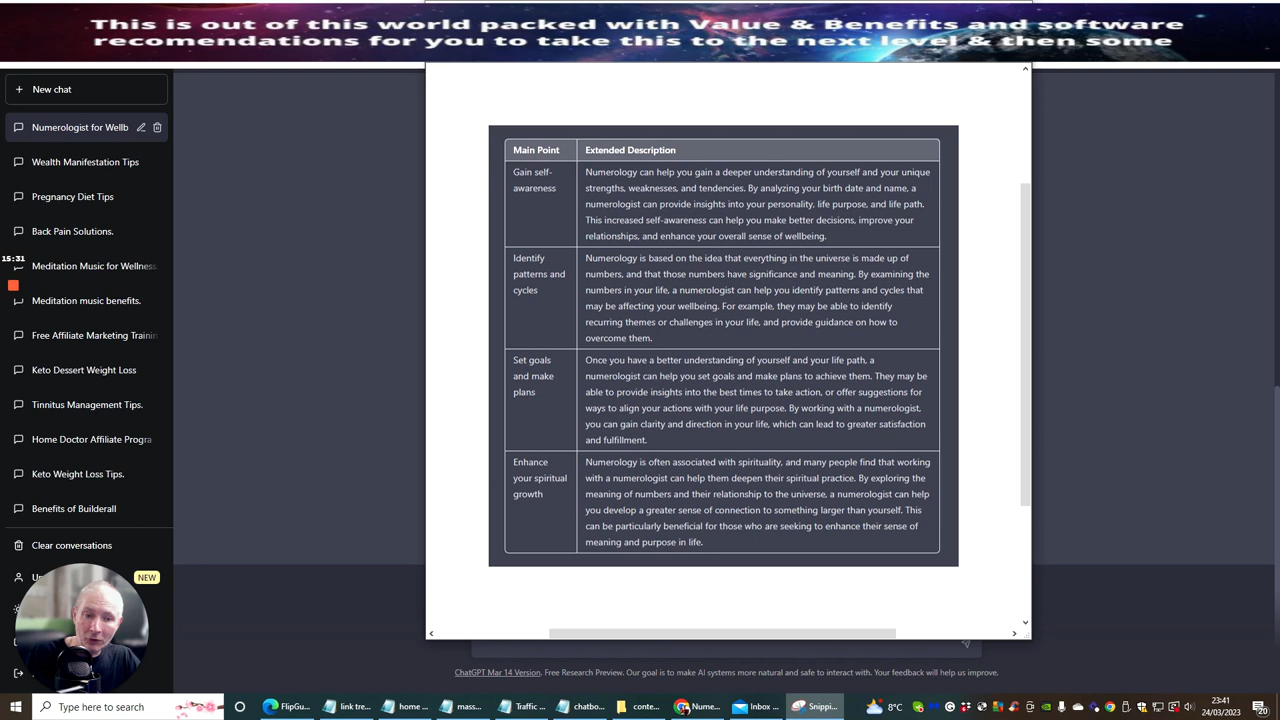 This is out of this world packed with Value & Benefits and software
recomendations for you to take this to the next level & then some
New chat
Numerologist for Wellb
Wealth Manifestation Tips
Pregnancy Diet Tips
Back Pain Solutions.
15:31
Meditation Music for Wellness.
Meditation music benefits.
Free Affiliate Marketing Trainin
Keto Dessert Weight Loss
Tinnitus Management Tips.
Home Doctor Affiliate Progra
Keto Weight Loss Tips.
Benefits of Builderall
Clear conversations
NEW
Main Point
Extended Description
Gain self-
awareness
Numerology can help you gain a deeper understanding of yourself and your unique
strengths, weaknesses, and tendencies. By analyzing your birth date and name, a
numerologist can provide insights into your personality, life purpose, and life path.
This increased self-awareness can help you make better decisions, improve your
relationships, and enhance your overall sense of wellbeing.
Identify
patterns and
cycles
Numerology is based on the idea that everything in the universe is made up of
numbers, and that those numbers have significance and meaning. By examining the
numbers in your life, a numerologist can help you identify patterns and cycles that
may be affecting your wellbeing. For example, they may be able to identify
recurring themes or challenges in your life, and provide guidance on how to
overcome them.
Set goals
and make
plans
Once you have a better understanding of yourself and your life path, a
numerologist can help you set goals and make plans to achieve them. They may be
able to provide insights into the best times to take action, or offer suggestions for
ways to align your actions with your life purpose. By working with a numerologist,
you can gain clarity and direction in your life, which can lead to greater satisfaction
and fulfillment.
Enhance
your spiritual
growth
Numerology is often associated with spirituality, and many people find that working
with a numerologist can help them deepen their spiritual practice. By exploring the
meaning of numbers and their relationship to the universe, a numerologist can help
you develop a greater sense of connection to something larger than yourself. This
can be particularly beneficial for those who are seeking to enhance their sense of
meaning and purpose in life.
ChatGPT Mar 14 Version. Free Research Preview. Our goal is to make AI systems more natural and safe to interact with. Your feedback will help us improve.
Type here to search
FlipGu...
link tre...
home ...
mass...
Traffic ...
chatbo...
conte...
Nume...
Inbox ...
Snippi...
8°C
23:41
24/03/2023
20